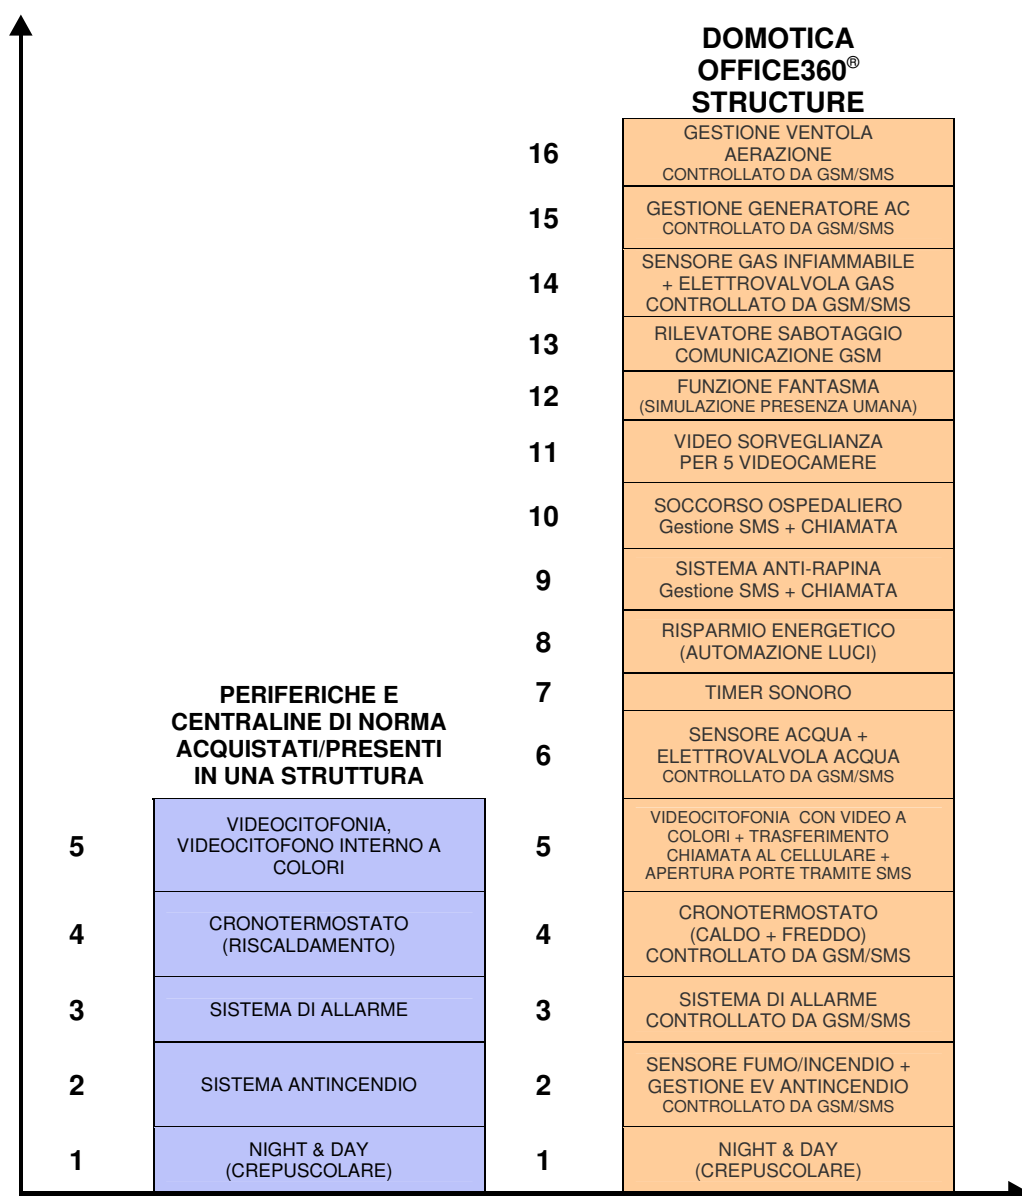 DOMOTICA
OFFICE360®
STRUCTURE
16
GESTIONE VENTOLA
AERAZIONE
CONTROLLATO DA GSM/SMS
15
GESTIONE GENERATORE AC
CONTROLLATO DA GSM/SMS
14
SENSORE GAS INFIAMMABILE
+ ELETTROVALVOLA GAS
CONTROLLATO DA GSM/SMS
13
RILEVATORE SABOTAGGIO
COMUNICAZIONE GSM
12
FUNZIONE FANTASMA
(SIMULAZIONE PRESENZA UMANA)
11
VIDEO SORVEGLIANZA
PER 5 VIDEOCAMERE
10
SOCCORSO OSPEDALIERO
Gestione SMS + CHIAMATA
9
SISTEMA ANTI-RAPINA
Gestione SMS + CHIAMATA
8
RISPARMIO ENERGETICO
(AUTOMAZIONE LUCI)
7
TIMER SONORO
6
SENSORE ACQUA +
ELETTROVALVOLA ACQUA
CONTROLLATO DA GSM/SMS
PERIFERICHE E
CENTRALINE DI NORMA
ACQUISTATI/PRESENTI
IN UNA STRUTTURA
5
VIDEOCITOFONIA,
VIDEOCITOFONO INTERNO A
COLORI
5
VIDEOCITOFONIA CON VIDEO A
COLORI + TRASFERIMENTO
CHIAMATA AL CELLULARE +
APERTURA PORTE TRAMITE SMS
4
CRONOTERMOSTATO
(RISCALDAMENTO)
4
CRONOTERMOSTATO
(CALDO + FREDDO)
CONTROLLATO DA GSM/SMS
3
SISTEMA DI ALLARME
3
SISTEMA DI ALLARME
CONTROLLATO DA GSM/SMS
2
SISTEMA ANTINCENDIO
2
SENSORE FUMO/INCENDIO +
GESTIONE EV ANTINCENDIO
CONTROLLATO DA GSM/SMS
1
NIGHT & DAY
(CREPUSCOLARE)
1
NIGHT & DAY
(CREPUSCOLARE)